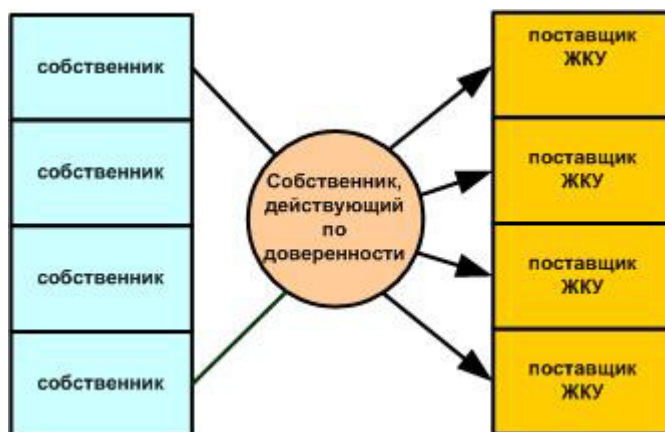 собственник
собственник
собственник
собственник
Собственник,
действующий
по
доверенности
поставщик
ЖКУ
поставщик
ЖКУ
поставщик
ЖКУ
поставщик
ЖКУ